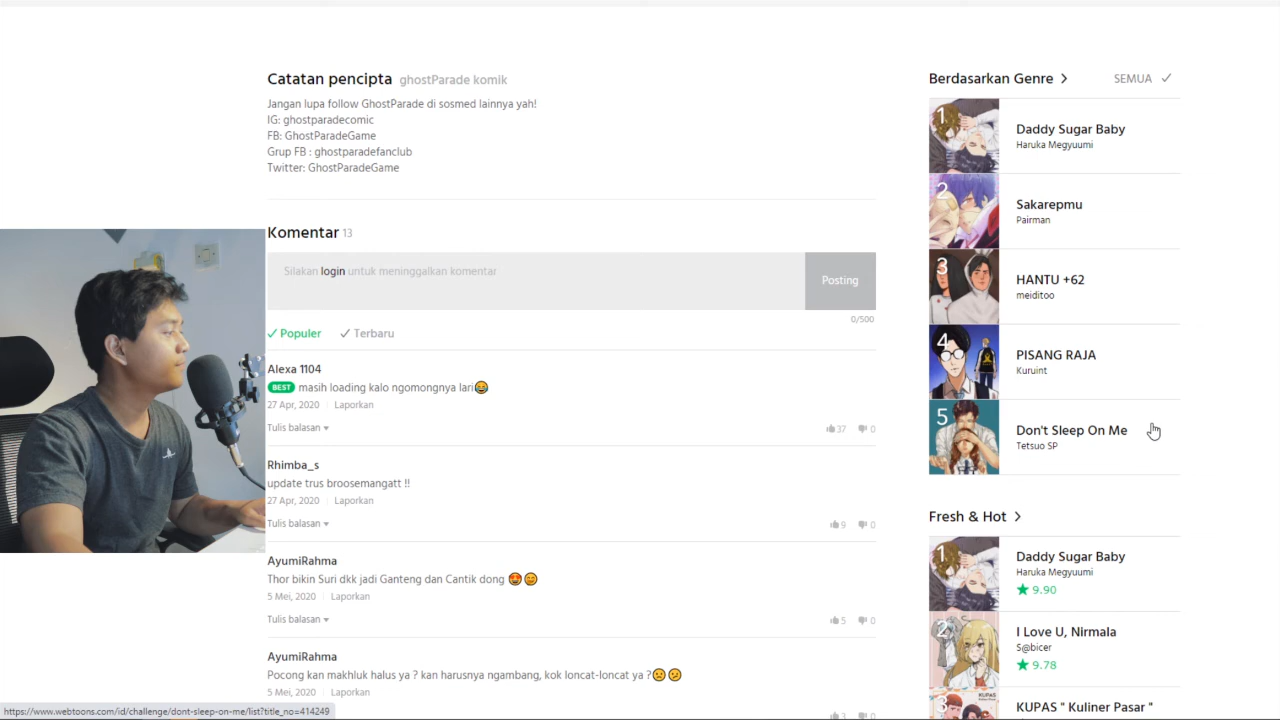 Catatan pencipta ghostParade komik
Jangan lupa follow GhostParade di sosmed lainnya yah!
IG: ghostparadecomic
FB: GhostParadeGame
Grup FB : ghostparadefanclub
Twitter: GhostParadeGame
Komentar 13
Silakan login untuk meninggalkan komentar
Posting
0/500
Populer
Terbaru
Alexa 1104
BEST masih loading kalo ngomongnya lari😂
27 Apr, 2020 Laporkan
Tulis balasan
37 0
Rhimba_s
update trus broosemangatt !!
27 Apr, 2020 Laporkan
Tulis balasan
9 0
AyumiRahma
Thor bikin Suri dkk jadi Ganteng dan Cantik dong 😍😊
5 Mei, 2020 Laporkan
Tulis balasan
5 0
AyumiRahma
Pocong kan makhluk halus ya ? kan harusnya ngambang, kok loncat-loncat ya ?😟😟
5 Mei, 2020 Laporkan
3 0
Berdasarkan Genre SEMUA
1
Daddy Sugar Baby
Haruka Megyuumi
2
Sakarepmu
Pairman
3
HANTU +62
meiditoo
4
PISANG RAJA
Kuruint
5
Don't Sleep On Me
Tetsuo SP
Fresh & Hot
1
Daddy Sugar Baby
Haruka Megyuumi
9.90
2
I Love U, Nirmala
S@bicer
9.78
3
KUPAS
KUPAS " Kuliner Pasar "
https://www.webtoons.com/id/challenge/dont-sleep-on-me/list?title_no=414249